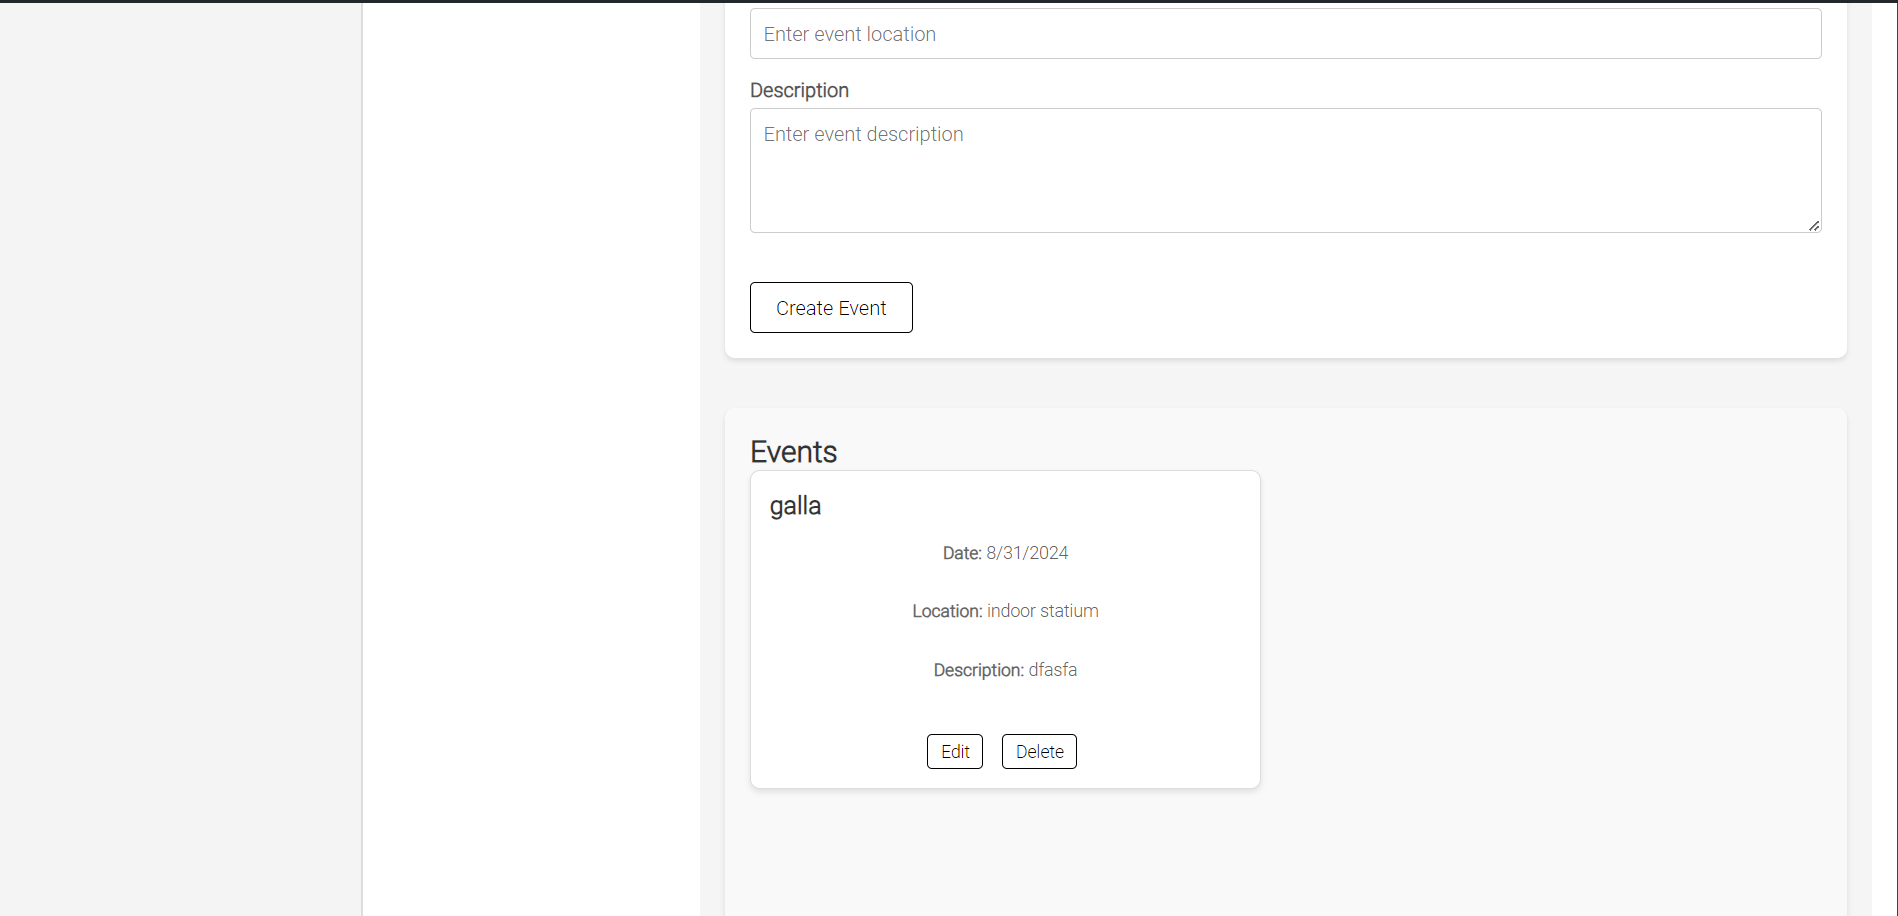 Enter event location
Description
Enter event description
Create Event
Events
galla
Date: 8/31/2024
Location: indoor statium
Description: dfasfa
Edit Delete